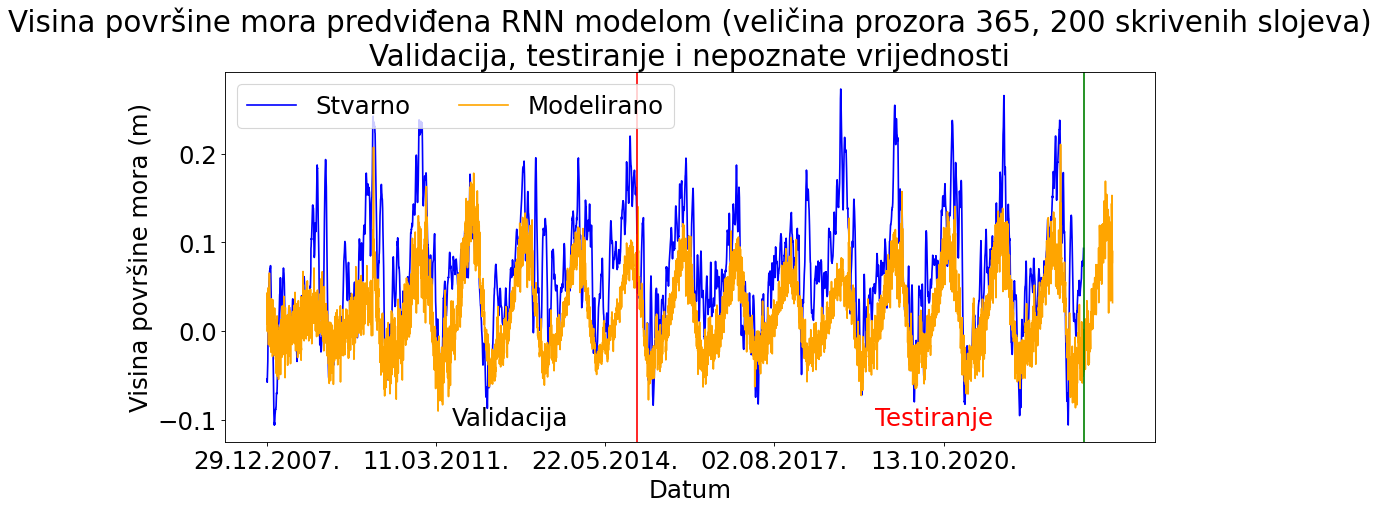 Visina površine mora predviđena RNN modelom (veličina prozora 365, 200 skrivenih slojeva)
Validacija, testiranje i nepoznate vrijednosti
Stvarno Modelirano
Visina površine mora (m)
0.2
0.1
0.0
−0.1
Validacija
Testiranje
29.12.2007. 11.03.2011. 22.05.2014. 02.08.2017. 13.10.2020.
Datum